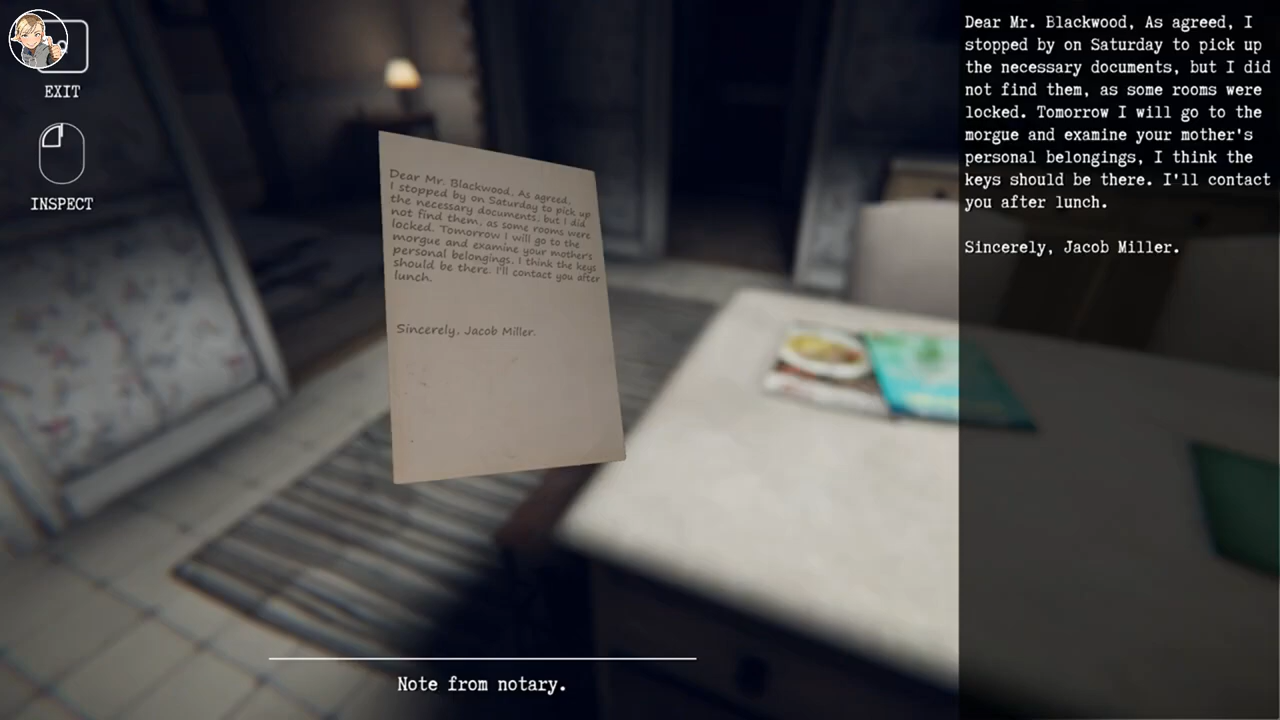 EXIT
INSPECT
Dear Mr. Blackwood, As agreed,
I stopped by on Saturday to pick up
the necessary documents, but I did
not find them, as some rooms were
locked. Tomorrow I will go to the
morgue and examine your mother's
personal belongings, I think the keys
should be there. I'll contact you after
lunch.
Sincerely, Jacob Miller.
Note from notary.
Dear Mr. Blackwood, As agreed, I
stopped by on Saturday to pick up
the necessary documents, but I did
not find them, as some rooms were
locked. Tomorrow I will go to the
morgue and examine your mother's
personal belongings, I think the
keys should be there. I'll contact
you after lunch.
Sincerely, Jacob Miller.